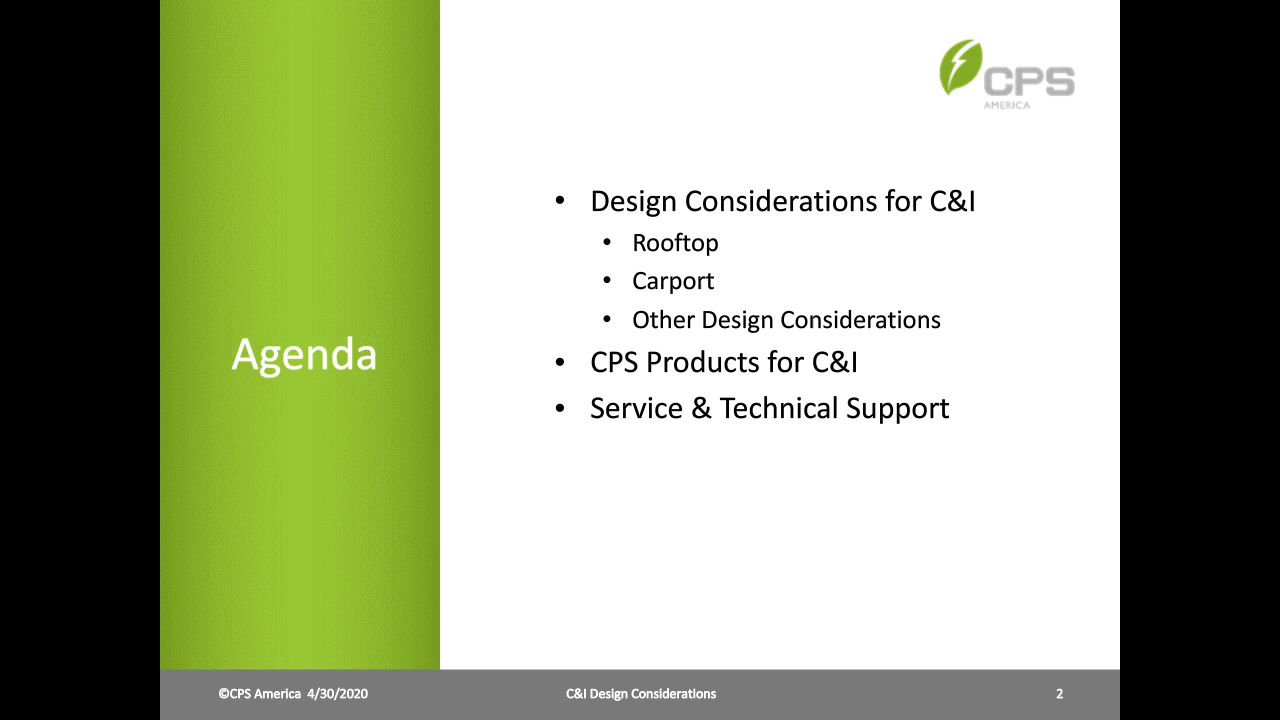 CPS
AMERICA
Agenda
• Design Considerations for C&I
• Rooftop
• Carport
• Other Design Considerations
• CPS Products for C&I
• Service & Technical Support
©CPS America 4/30/2020
C&I Design Considerations
2